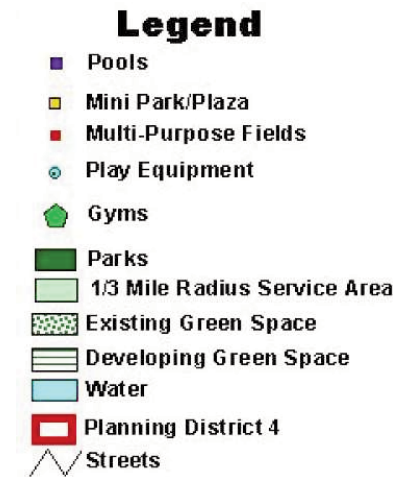 Legend
Pools
Mini Park/Plaza
Multi-Purpose Fields
Play Equipment
Gyms
Parks
1/3 Mile Radius Service Area
Existing Green Space
Developing Green Space
Water
Planning District 4
Streets